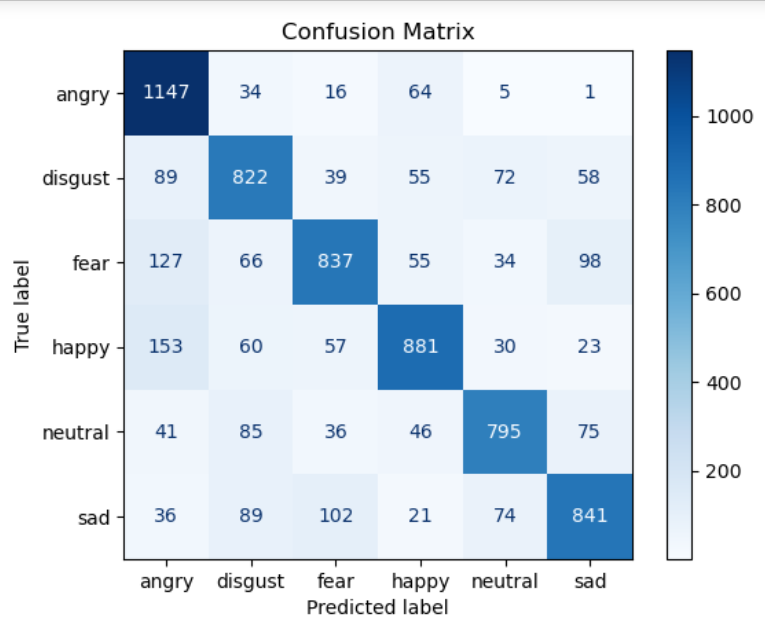 Confusion Matrix
True label
angry 1147 34 16 64 5 1
disgust 89 822 39 55 72 58
fear 127 66 837 55 34 98
happy 153 60 57 881 30 23
neutral 41 85 36 46 795 75
sad 36 89 102 21 74 841
angry disgust fear happy neutral sad
Predicted label
1000
800
600
400
200